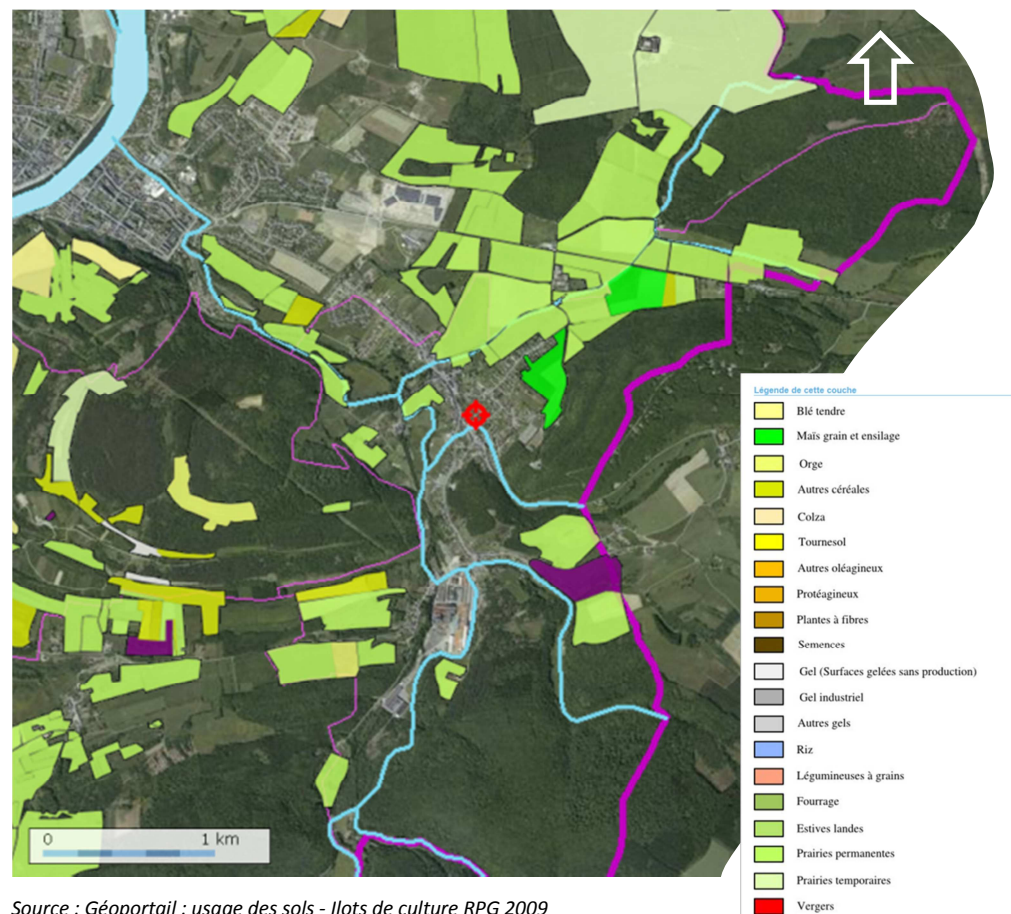 Légende de cette couche
Blé tendre
Maïs grain et ensilage
Orge
Autres céréales
Colza
Tournesol
Autres oléagineux
Protéagineux
Plantes à fibres
Semences
Gel (Surfaces gelées sans production)
Gel industriel
Autres gels
Riz
Légumineuses à grains
Fourrage
Estives landes
Prairies permanentes
Prairies temporaires
Vergers
0 1 km
Source : Géoportail : usage des sols - Ilots de culture RPG 2009